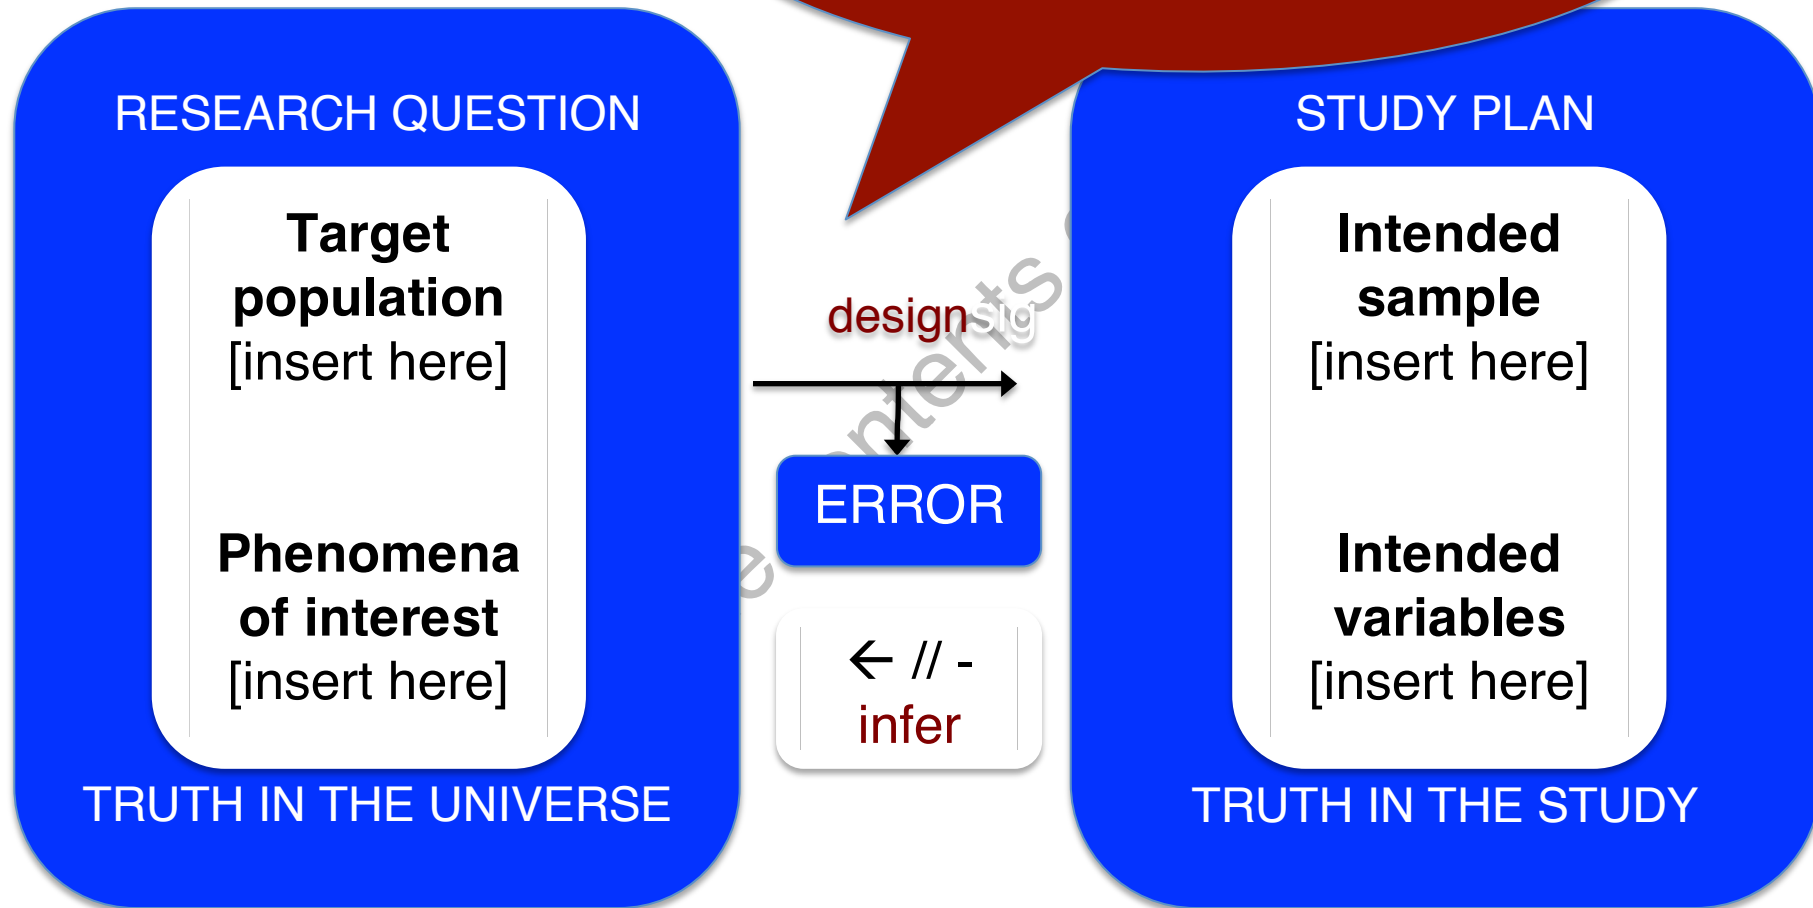 RESEARCH QUESTION
Target
population
[insert here]
Phenomena
of interest
[insert here]
TRUTH IN THE UNIVERSE
designsig
ERROR
← // -
infer
STUDY PLAN
Intended
sample
[insert here]
Intended
variables
[insert here]
TRUTH IN THE STUDY